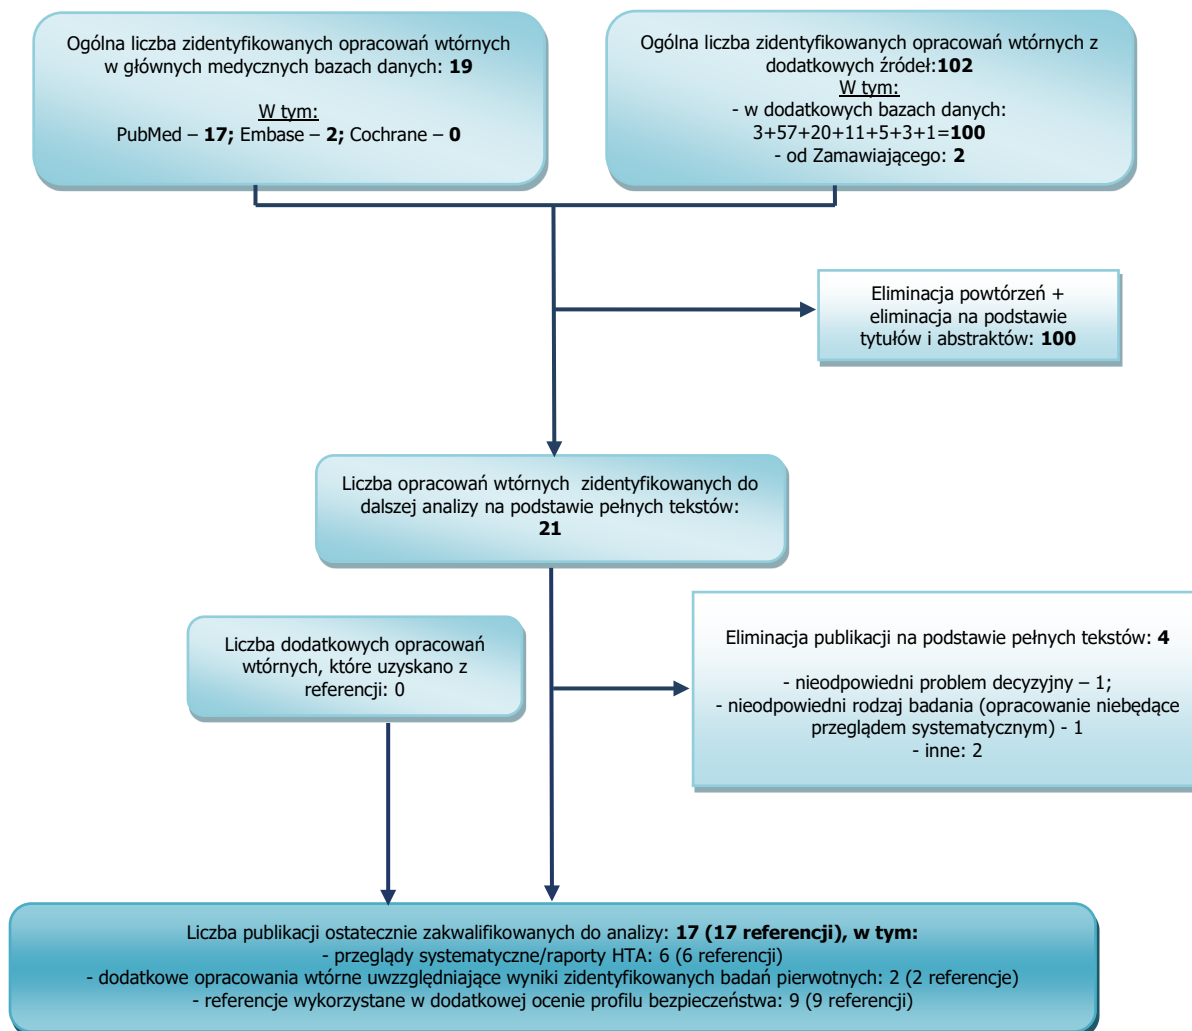 Ogólna liczba zidentyfikowanych opracowań wtórnych
w głównych medycznych bazach danych: 19
W tym:
PubMed – 17; Embase – 2; Cochrane – 0
Ogólna liczba zidentyfikowanych opracowań wtórnych z
dodatkowych źródeł:102
W tym:
- w dodatkowych bazach danych:
3+57+20+11+5+3+1=100
- od Zamawiającego: 2
Eliminacja powtórzeń +
eliminacja na podstawie
tytułów i abstraktów: 100
Liczba opracowań wtórnych zidentyfikowanych do
dalszej analizy na podstawie pełnych tekstów:
21
Liczba dodatkowych opracowań
wtórnych, które uzyskano z
referencji: 0
Eliminacja publikacji na podstawie pełnych tekstów: 4
- nieodpowiedni problem decyzyjny – 1;
- nieodpowiedni rodzaj badania (opracowanie niebędące
przeglądem systematycznym) - 1
- inne: 2
Liczba publikacji ostatecznie zakwalifikowanych do analizy: 17 (17 referencji), w tym:
- przeglądy systematyczne/raporty HTA: 6 (6 referencji)
- dodatkowe opracowania wtórne uwzględniające wyniki zidentyfikowanych badań pierwotnych: 2 (2 referencje)
- referencje wykorzystane w dodatkowej ocenie profilu bezpieczeństwa: 9 (9 referencji)